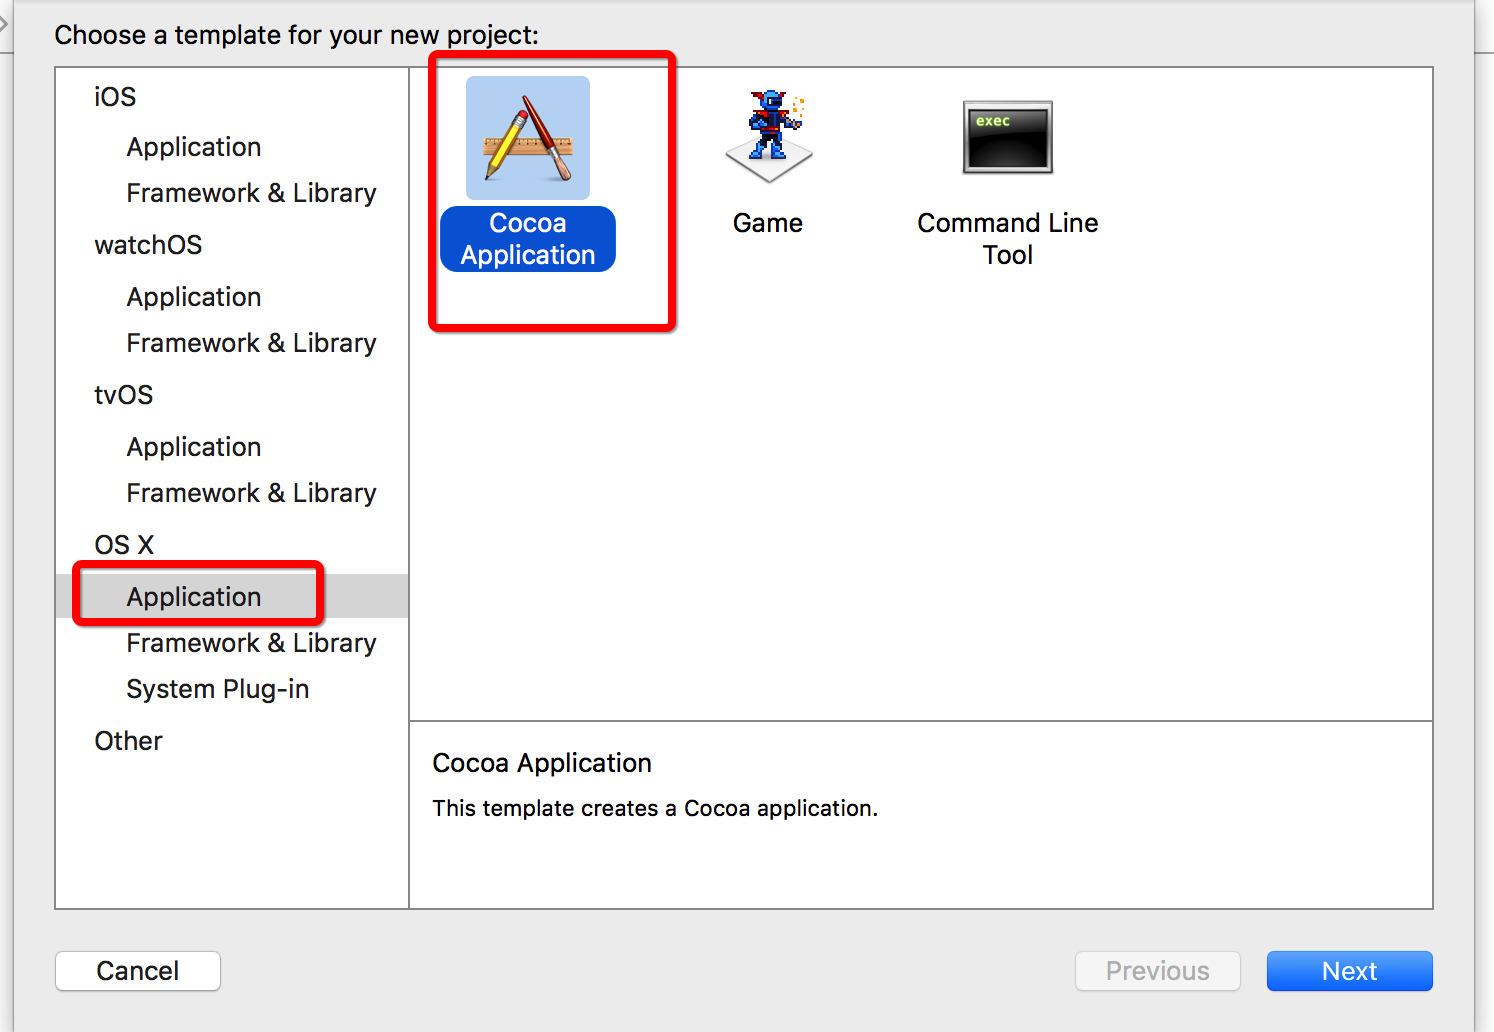 Choose a template for your new project:
iOS
Application
Framework & Library
watchOS
Application
Framework & Library
tvOS
Application
Framework & Library
OS X
Application
Framework & Library
System Plug-in
Other
Cocoa
Application
Game
exec
Command Line
Tool
Cocoa Application
This template creates a Cocoa application.
Cancel
Previous
Next